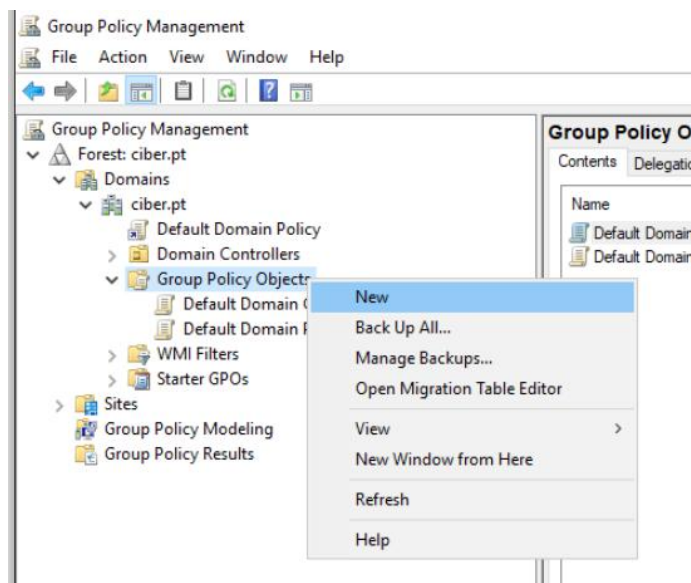 Group Policy Management
File Action View Window Help
Group Policy Management
Forest: ciber.pt
Domains
ciber.pt
Default Domain Policy
Domain Controllers
Group Policy Objects
Default Domain
Default Domain
WMI Filters
Starter GPOs
Sites
Group Policy Modeling
Group Policy Results
New
Back Up All...
Manage Backups...
Open Migration Table Editor
View
New Window from Here
Refresh
Help
Group Policy O
Contents
Name
Default Domain
Default Domain